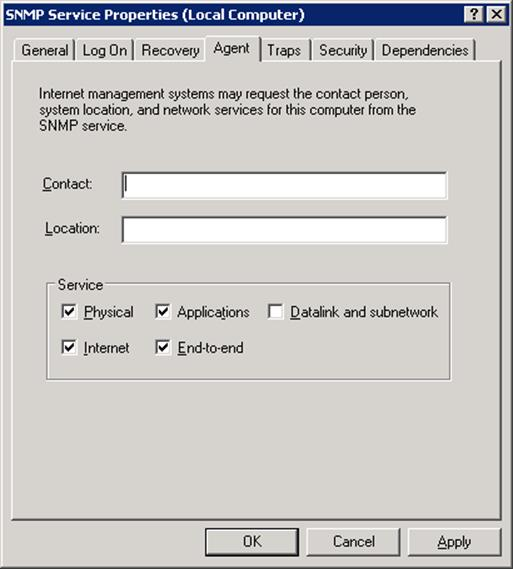 SNMP Service Properties (Local Computer)
General Log On Recovery Agent Traps Security Dependencies
Internet management systems may request the contact person,
system location, and network services for this computer from the
SNMP service.
Contact:
Location:
Service
Physical Applications Datalink and subnetwork
Internet End-to-end
OK Cancel Apply